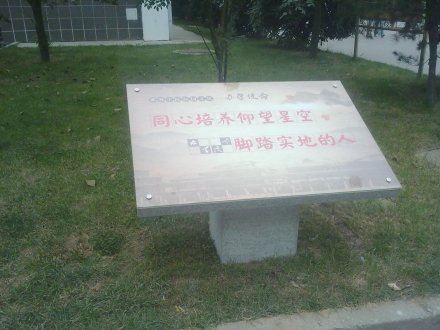 办学使命
同心培养仰望星空
脚踏实地的人